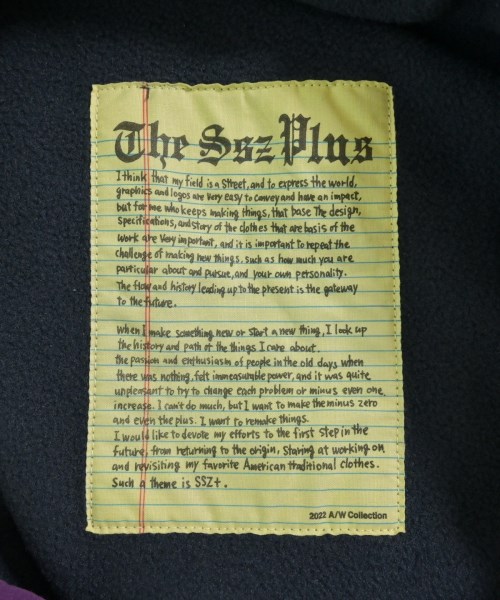 The Ssz Plus
I think that my field is a Street, and to express the world,
graphics and logos are very easy to convey and have an impact,
but for me who keeps making things, that base The design,
specifications, and story of the clothes that are basis of the
work are Very important, and it is important to repeat the
challenge of making new things, such as how much you are
particular about and pursue, and your own personality.
The flow and history leading up to the present is the gateway
to the future.
when I make something new or start a new thing, I look up
the history and path of the things I care about.
the passion and enthusiasm of people in the old days when
there was nothing, felt immeasurable power, and it was quite
unpleasant to try to change each problem or minus even one
increase. I can't do much, but I want to make the minus zero
and even the plus. I want to remake things.
I would like to devote my efforts to the first step in the
future, from returning to the origin, staring at working on
and revisiting my favorite American traditional clothes.
Such a theme is SSZ+.
2022 A/W Collection